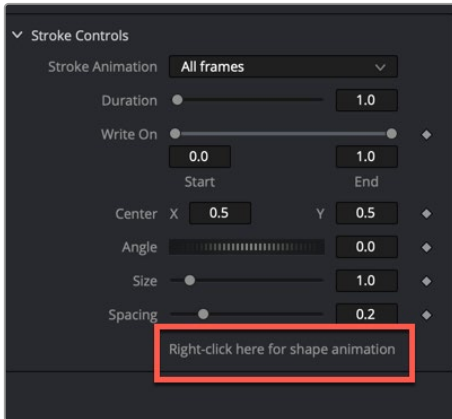 Stroke Controls
Stroke Animation All frames
Duration 1.0
Write On
0.0 1.0
Start End
Center X 0.5 Y 0.5
Angle 0.0
Size 1.0
Spacing 0.2
Right-click here for shape animation